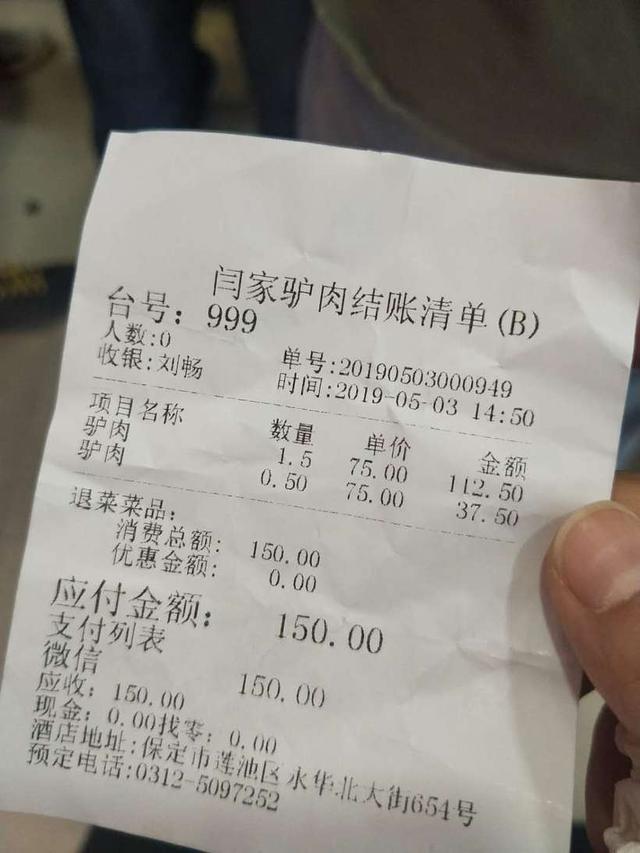 闫家驴肉结账清单(B)
台号: 999
人数:0
单号:20190503000949
收银:刘畅
时间:2019-05-03 14:50
项目名称 数量 单价 金额
驴肉 1.5 75.00 112.50
驴肉 0.50 75.00 37.50
退菜菜品:
消费总额: 150.00
优惠金额: 0.00
应付金额: 150.00
支付列表
微信 150.00
应收: 150.00
现金: 0.00找零: 0.00
酒店地址:保定市莲池区永华北大街654号
预定电话:0312-5097252